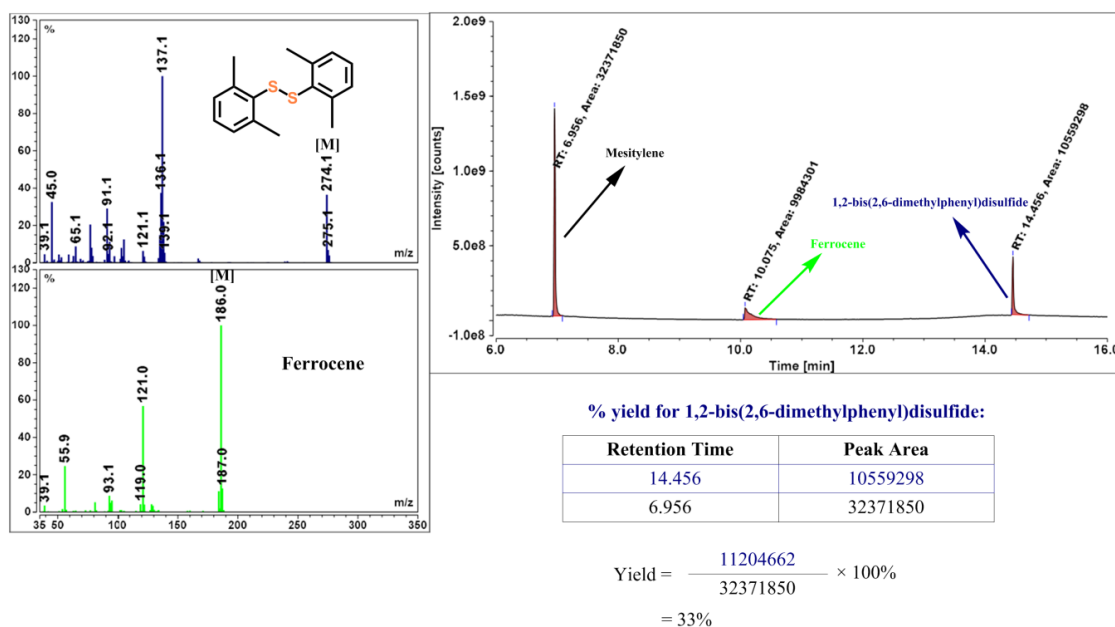 130
%
120
100
80
60
40
20
0
137.1
S
S
[M]
45.0
136.1
274.1
91.1
39.1
65.1
92.1
121.1
139.1
275.1
m/z
130
%
120
100
80
60
40
20
0
[M]
186.0
Ferrocene
121.0
55.9
39.1
93.1
119.0
187.0
m/z
35 50 100 150 200 250 300 350
2.0e9
1.5e9
1.0e9
5.0e8
-1.0e8
Intensity [counts]
RT: 6.956, Area: 32371850
Mesitylene
RT: 10.075, Area: 9984301
Ferrocene
1,2-bis(2,6-dimethylphenyl)disulfide
RT: 14.456, Area: 10559298
6.0 8.0 10.0 12.0 14.0 16.0
Time [min]
% yield for 1,2-bis(2,6-dimethylphenyl)disulfide:
Retention Time Peak Area
14.456 10559298
6.956 32371850
11204662
Yield = × 100%
32371850
= 33%